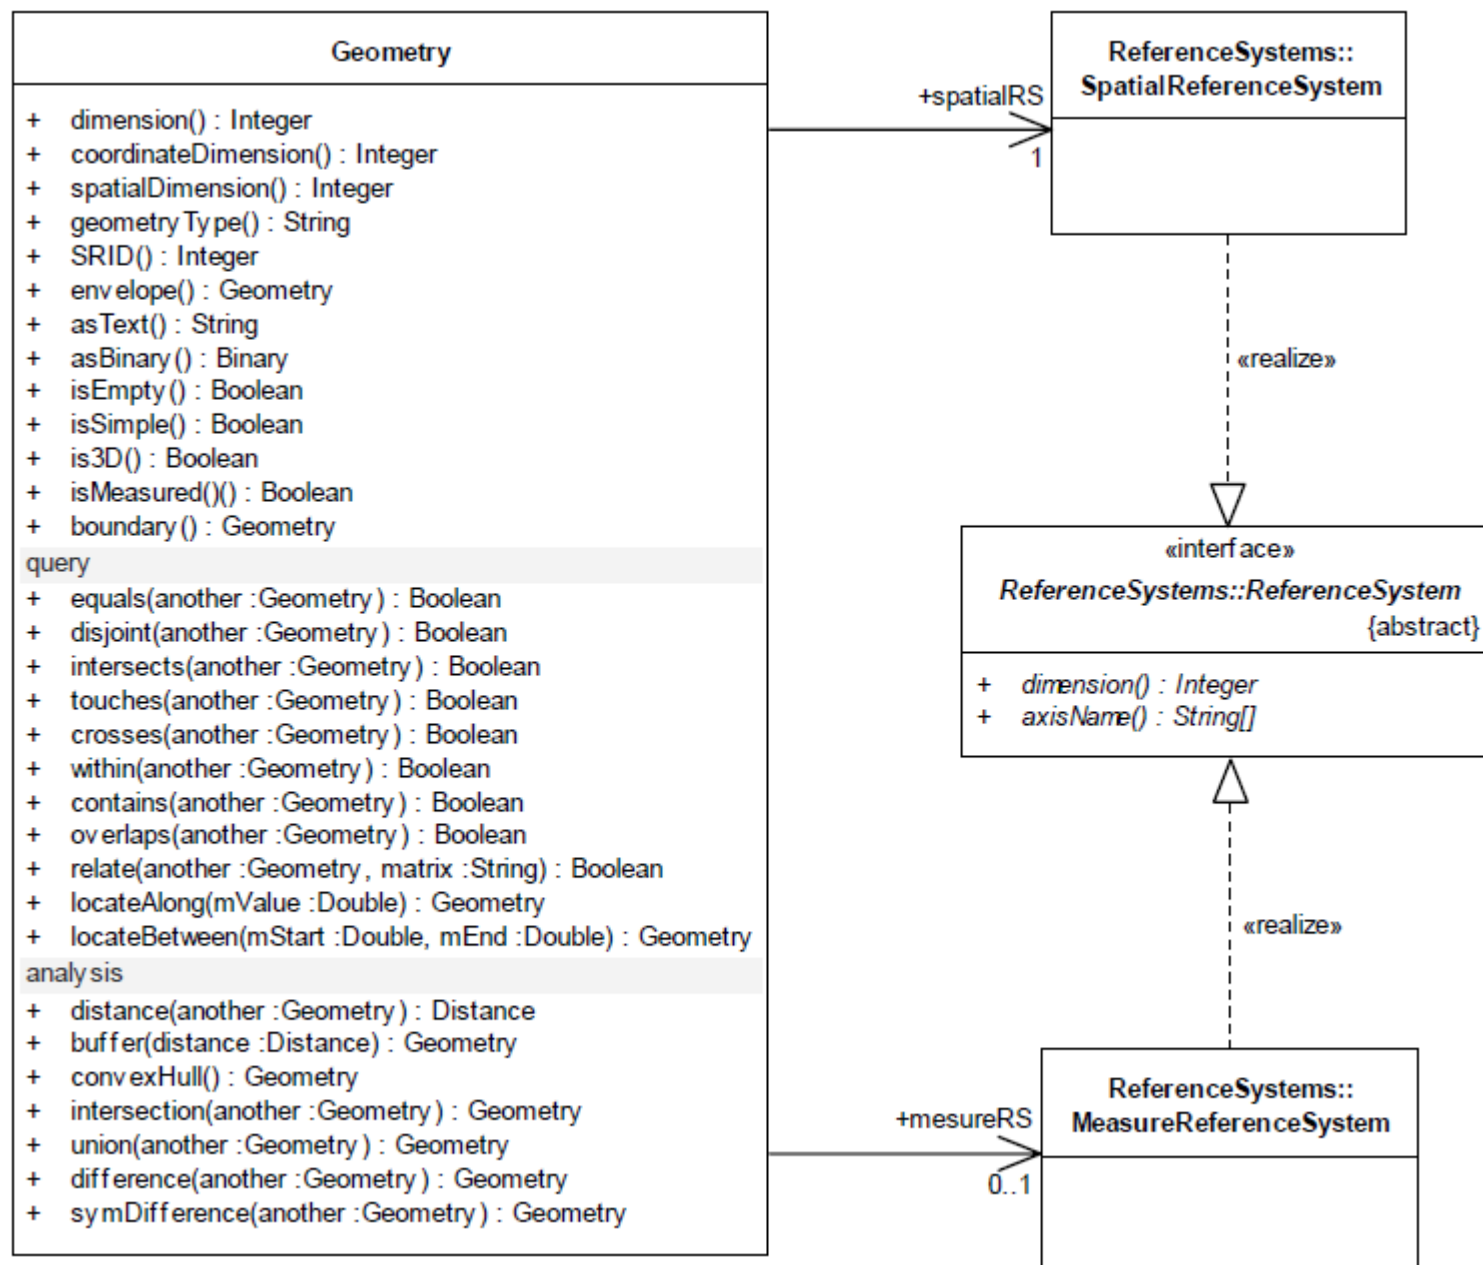 Geometry
+ dimension() : Integer
+ coordinateDimension() : Integer
+ spatialDimension() : Integer
+ geometryType() : String
+ SRID() : Integer
+ envelope() : Geometry
+ asText() : String
+ asBinary() : Binary
+ isEmpty() : Boolean
+ isSimple() : Boolean
+ is3D() : Boolean
+ isMeasured()() : Boolean
+ boundary() : Geometry
query
+ equals(another :Geometry) : Boolean
+ disjoint(another :Geometry) : Boolean
+ intersects(another :Geometry) : Boolean
+ touches(another :Geometry) : Boolean
+ crosses(another :Geometry) : Boolean
+ within(another :Geometry) : Boolean
+ contains(another :Geometry) : Boolean
+ overlaps(another :Geometry) : Boolean
+ relate(another :Geometry, matrix :String) : Boolean
+ locateAlong(mValue :Double) : Geometry
+ locateBetween(mStart :Double, mEnd :Double) : Geometry
analysis
+ distance(another :Geometry) : Distance
+ buffer(distance :Distance) : Geometry
+ convexHull() : Geometry
+ intersection(another :Geometry) : Geometry
+ union(another :Geometry) : Geometry
+ difference(another :Geometry) : Geometry
+ symDifference(another :Geometry) : Geometry
+spatialRS
1
ReferenceSystems::
SpatialReferenceSystem
«realize»
«interface»
ReferenceSystems::ReferenceSystem
{abstract}
+ dimension() : Integer
+ axisName() : String[]
«realize»
+mesureRS
0..1
ReferenceSystems::
MeasureReferenceSystem